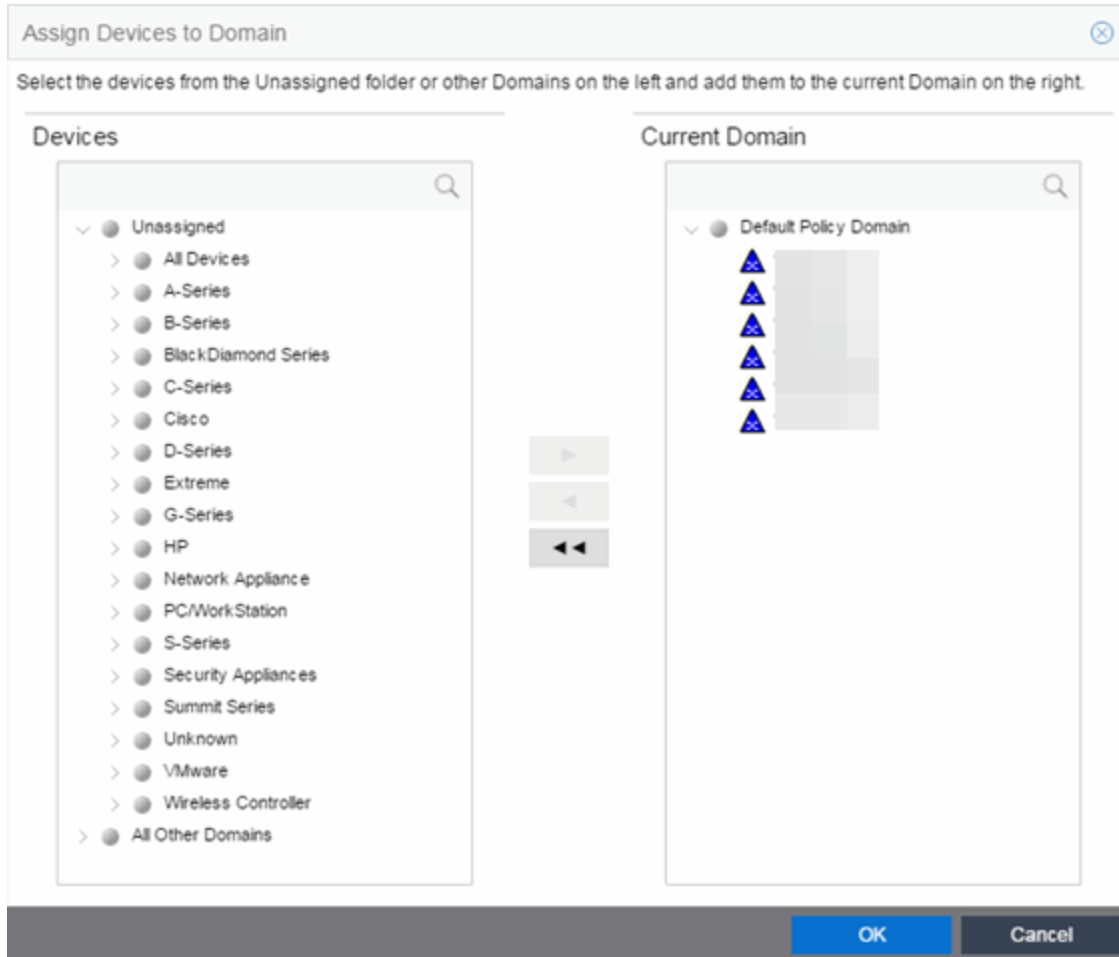 Assign Devices to Domain
Select the devices from the Unassigned folder or other Domains on the left and add them to the current Domain on the right.
Devices
Unassigned
All Devices
A-Series
B-Series
BlackDiamond Series
C-Series
Cisco
D-Series
Extreme
G-Series
HP
Network Appliance
PC/WorkStation
S-Series
Security Appliances
Summit Series
Unknown
VMware
Wireless Controller
All Other Domains
Current Domain
Default Policy Domain
OK
Cancel